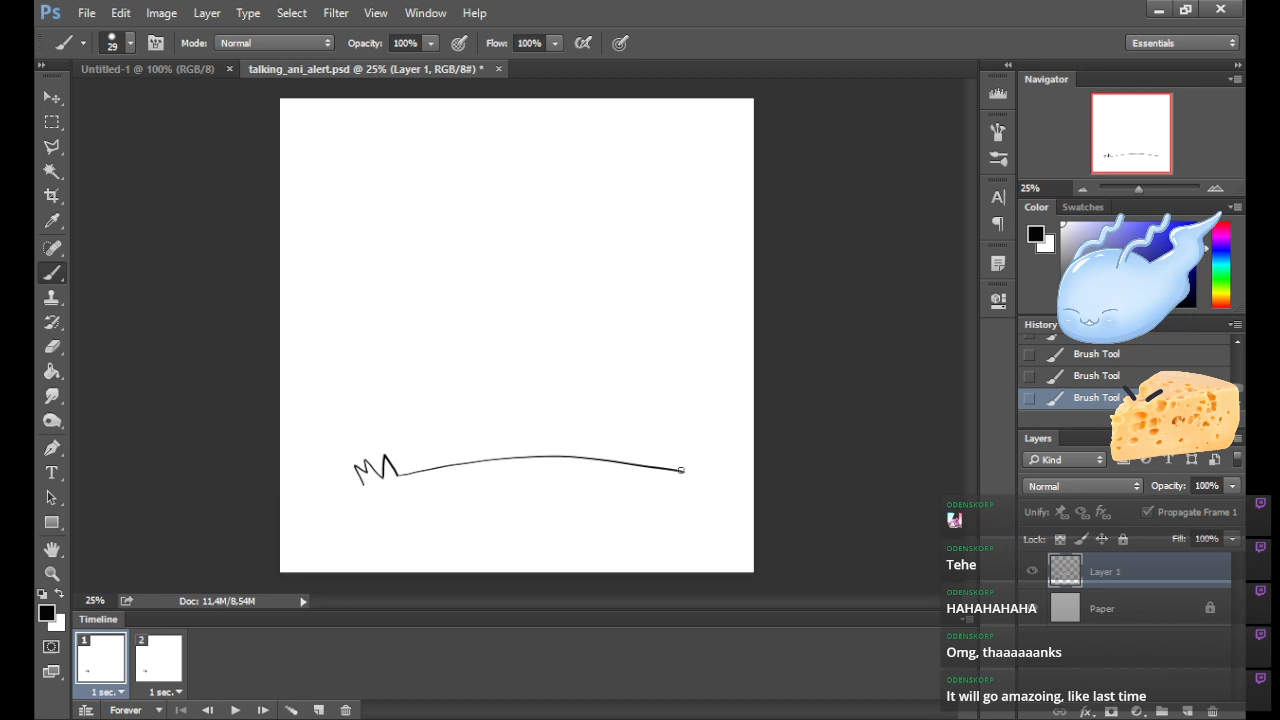 Ps File Edit Image Layer Type Select Filter View Window Help
29 Mode: Normal Opacity: 100% Flow: 100% Essentials
Untitled-1 @ 100% (RGB/8) × talking_ani_alert.psd @ 25% (Layer 1, RGB/8#) * ×
Navigator
25%
Color Swatches
History
Brush Tool
Brush Tool
Brush Tool
Layers
Kind
Normal Opacity: 100%
Unify: Propagate Frame 1
Lock: Fill: 100%
Layer 1
Paper
ODENSKORP
ODENSKORP
Tehe
ODENSKORP
HAHAHAHAHA
ODENSKORP
Omg, thaaaaaanks
ODENSKORP
It will go amazoing, like last time
25% Doc: 11,4M/8,54M
Timeline
1 2
1 sec. 1 sec.
Forever